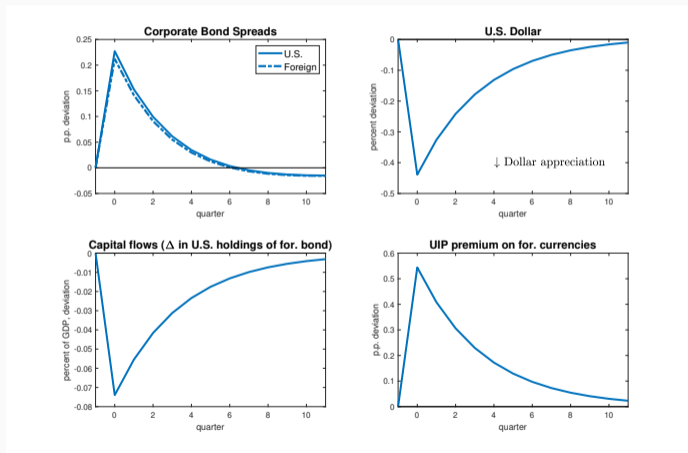 Corporate Bond Spreads
0.25
0.2
0.15
0.1
0.05
0
-0.05
p.p. deviation
U.S.
Foreign
0 2 4 6 8 10
quarter
U.S. Dollar
0
-0.1
-0.2
-0.3
-0.4
-0.5
percent deviation
↓ Dollar appreciation
0 2 4 6 8 10
quarter
Capital flows (Δ in U.S. holdings of for. bond)
0
-0.01
-0.02
-0.03
-0.04
-0.05
-0.06
-0.07
-0.08
percent of GDP, deviation
0 2 4 6 8 10
quarter
UIP premium on for. currencies
0.6
0.5
0.4
0.3
0.2
0.1
0
p.p. deviation
0 2 4 6 8 10
quarter